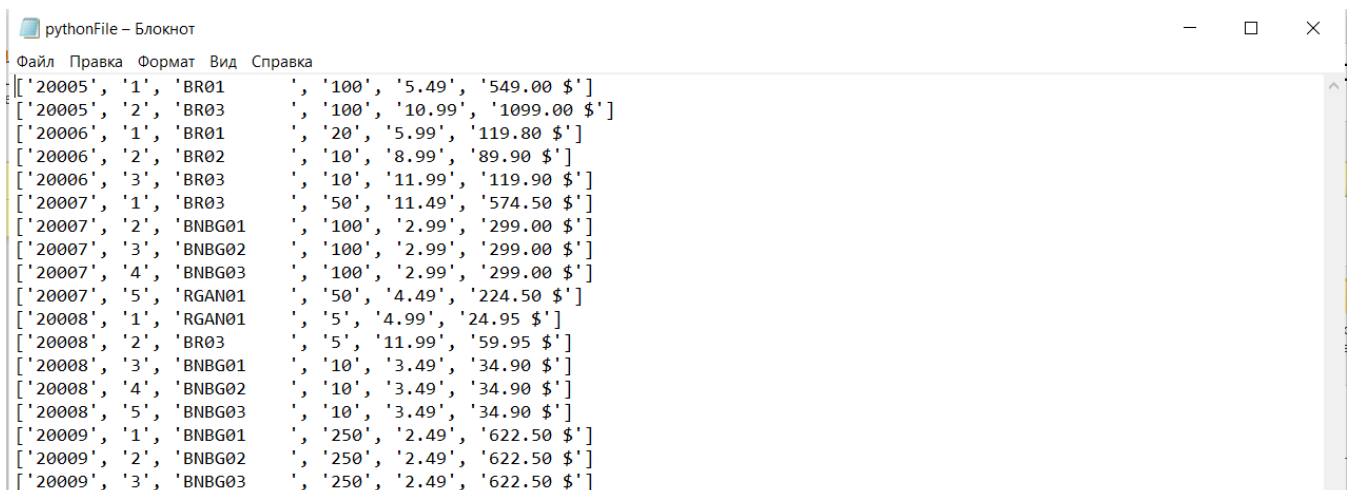 pythonFile – Блокнот
Файл Правка Формат Вид Справка
['20005', '1', 'BR01      ', '100', '5.49', '549.00 $']
['20005', '2', 'BR03      ', '100', '10.99', '1099.00 $']
['20006', '1', 'BR01      ', '20', '5.99', '119.80 $']
['20006', '2', 'BR02      ', '10', '8.99', '89.90 $']
['20006', '3', 'BR03      ', '10', '11.99', '119.90 $']
['20007', '1', 'BR03      ', '50', '11.49', '574.50 $']
['20007', '2', 'BNBG01    ', '100', '2.99', '299.00 $']
['20007', '3', 'BNBG02    ', '100', '2.99', '299.00 $']
['20007', '4', 'BNBG03    ', '100', '2.99', '299.00 $']
['20007', '5', 'RGAN01    ', '50', '4.49', '224.50 $']
['20008', '1', 'RGAN01    ', '5', '4.99', '24.95 $']
['20008', '2', 'BR03      ', '5', '11.99', '59.95 $']
['20008', '3', 'BNBG01    ', '10', '3.49', '34.90 $']
['20008', '4', 'BNBG02    ', '10', '3.49', '34.90 $']
['20008', '5', 'BNBG03    ', '10', '3.49', '34.90 $']
['20009', '1', 'BNBG01    ', '250', '2.49', '622.50 $']
['20009', '2', 'BNBG02    ', '250', '2.49', '622.50 $']
['20009', '3', 'BNBG03    ', '250', '2.49', '622.50 $']